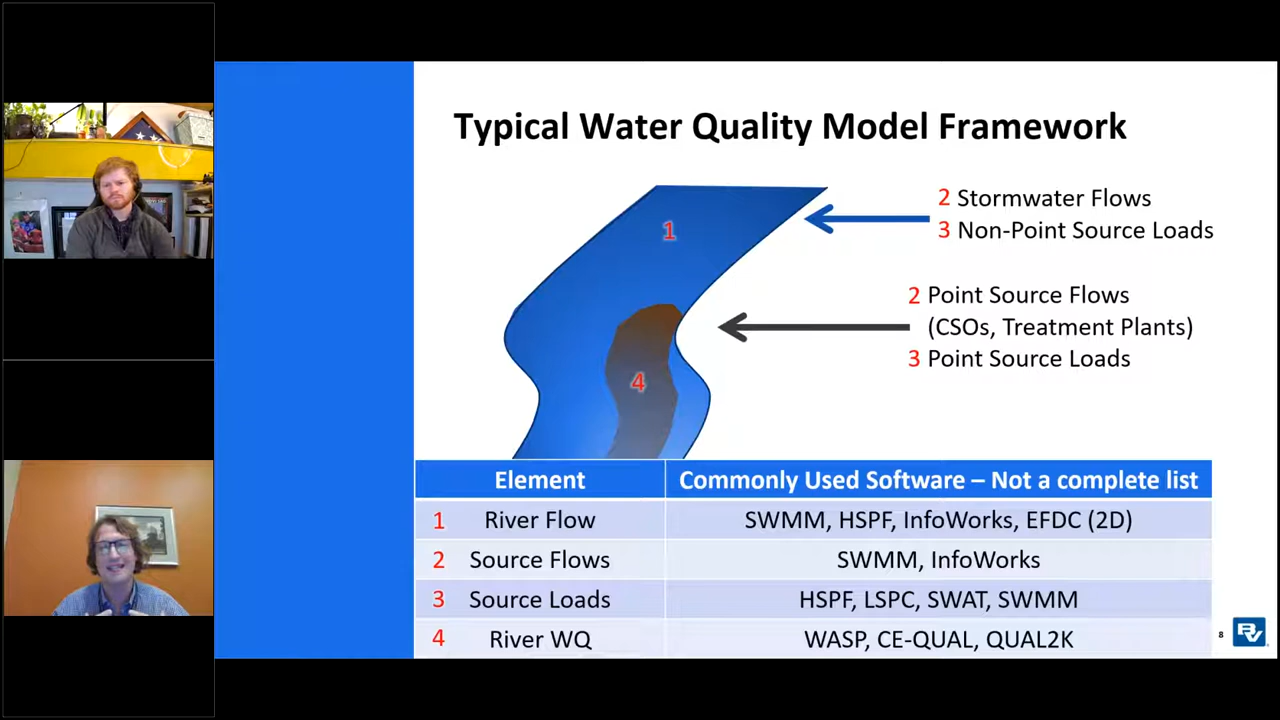 Typical Water Quality Model Framework
1
2 Stormwater Flows
3 Non-Point Source Loads
2 Point Source Flows
(CSOs, Treatment Plants)
3 Point Source Loads
4
Element Commonly Used Software – Not a complete list
1 River Flow SWMM, HSPF, InfoWorks, EFDC (2D)
2 Source Flows SWMM, InfoWorks
3 Source Loads HSPF, LSPC, SWAT, SWMM
4 River WQ WASP, CE-QUAL, QUAL2K
8 BV